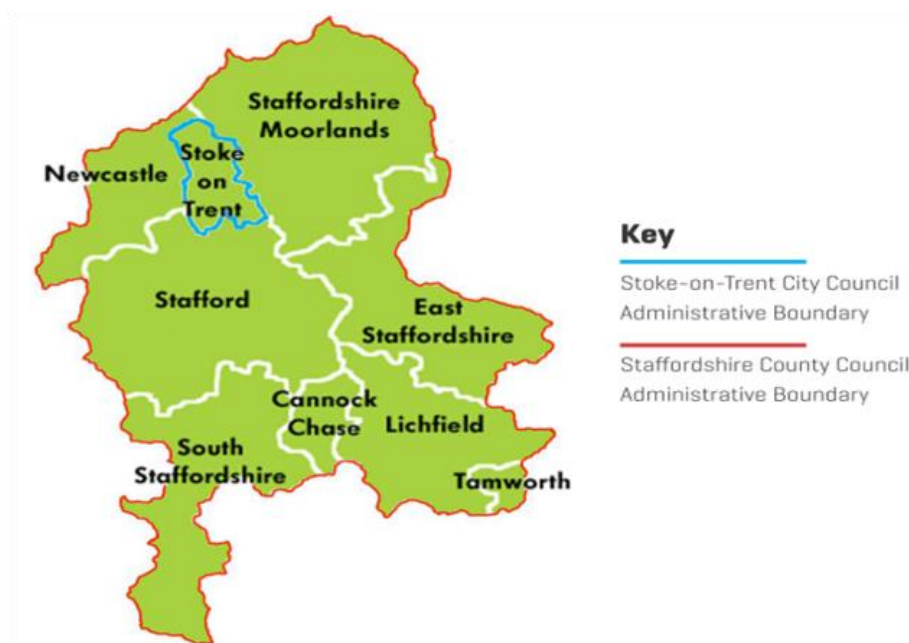 Staffordshire
Moorlands
Newcastle
Stoke
on
Trent
Stafford
East
Staffordshire
Cannock
Chase
Lichfield
South
Staffordshire
Tamworth
Key
Stoke-on-Trent City Council
Administrative Boundary
Staffordshire County Council
Administrative Boundary